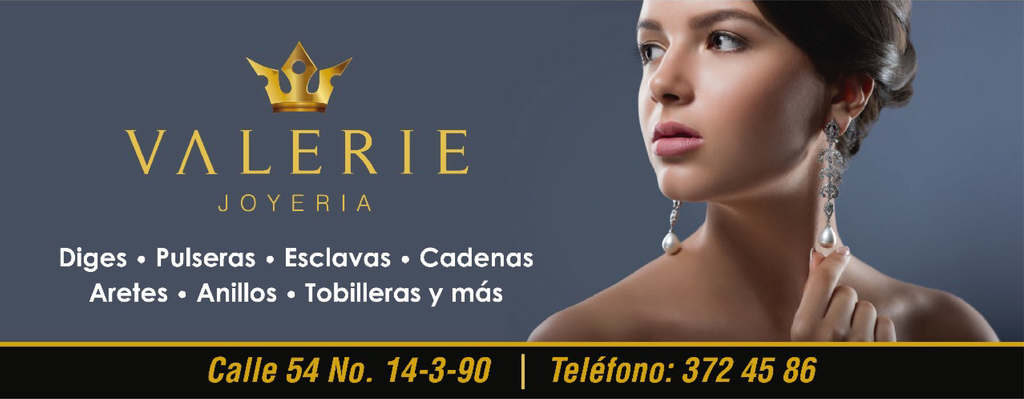 VALERIE
JOYERIA
Diges • Pulseras • Esclavas • Cadenas
Aretes • Anillos • Tobilleras y más
Calle 54 No. 14-3-90 | Teléfono: 372 45 86